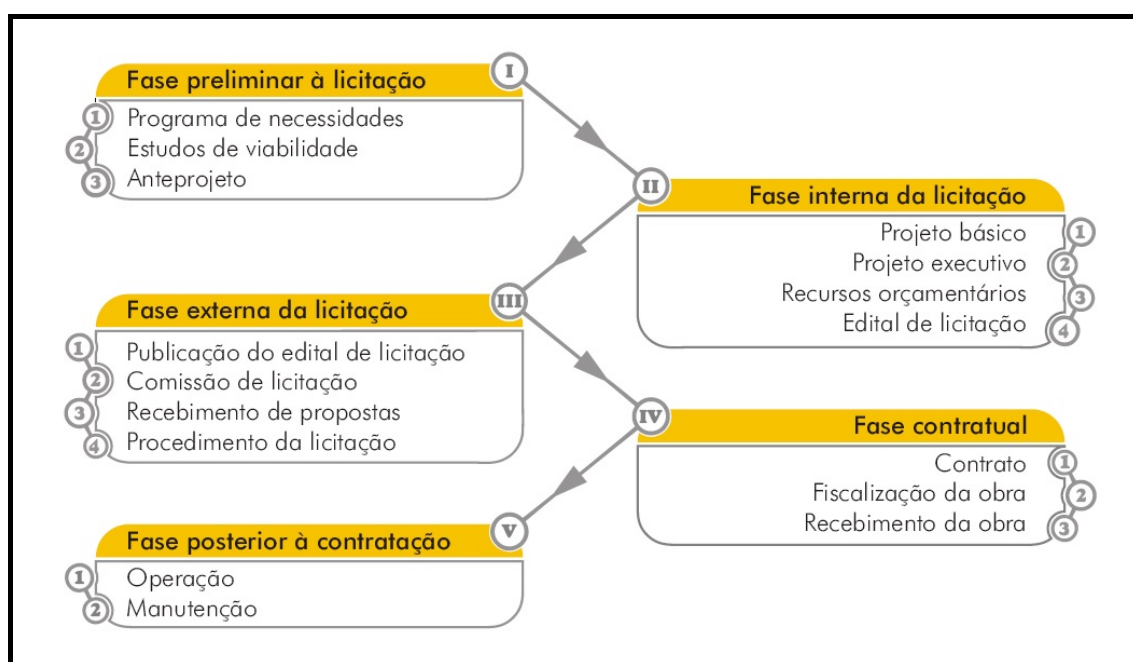 Fase preliminar à licitação
I
1 Programa de necessidades
2 Estudos de viabilidade
3 Anteprojeto
II
Fase interna da licitação
Projeto básico 1
Projeto executivo 2
Recursos orçamentários 3
Edital de licitação 4
Fase externa da licitação
III
1 Publicação do edital de licitação
2 Comissão de licitação
3 Recebimento de propostas
4 Procedimento da licitação
IV
Fase contratual
Contrato 1
Fiscalização da obra 2
Recebimento da obra 3
Fase posterior à contratação
V
1 Operação
2 Manutenção